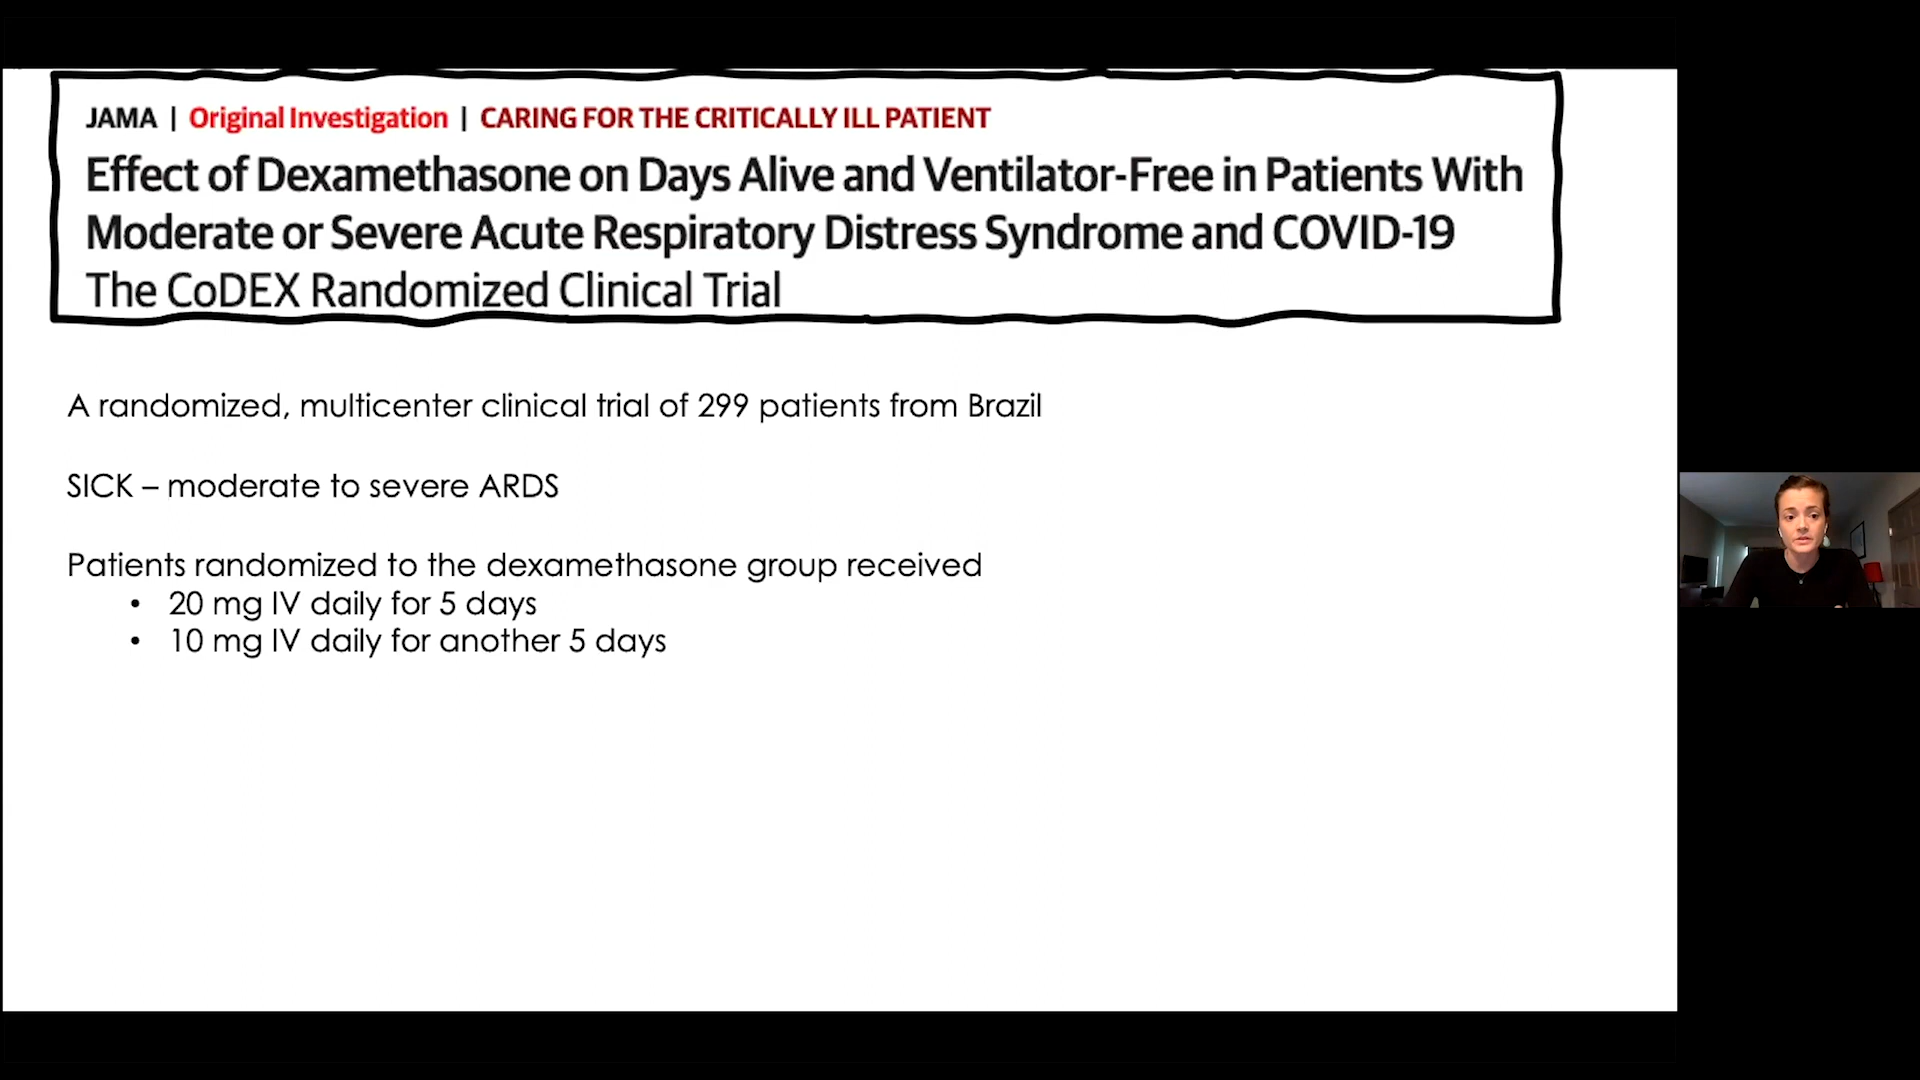 JAMA | Original Investigation | CARING FOR THE CRITICALLY ILL PATIENT
Effect of Dexamethasone on Days Alive and Ventilator-Free in Patients With
Moderate or Severe Acute Respiratory Distress Syndrome and COVID-19
The CoDEX Randomized Clinical Trial
A randomized, multicenter clinical trial of 299 patients from Brazil
SICK – moderate to severe ARDS
Patients randomized to the dexamethasone group received
• 20 mg IV daily for 5 days
• 10 mg IV daily for another 5 days